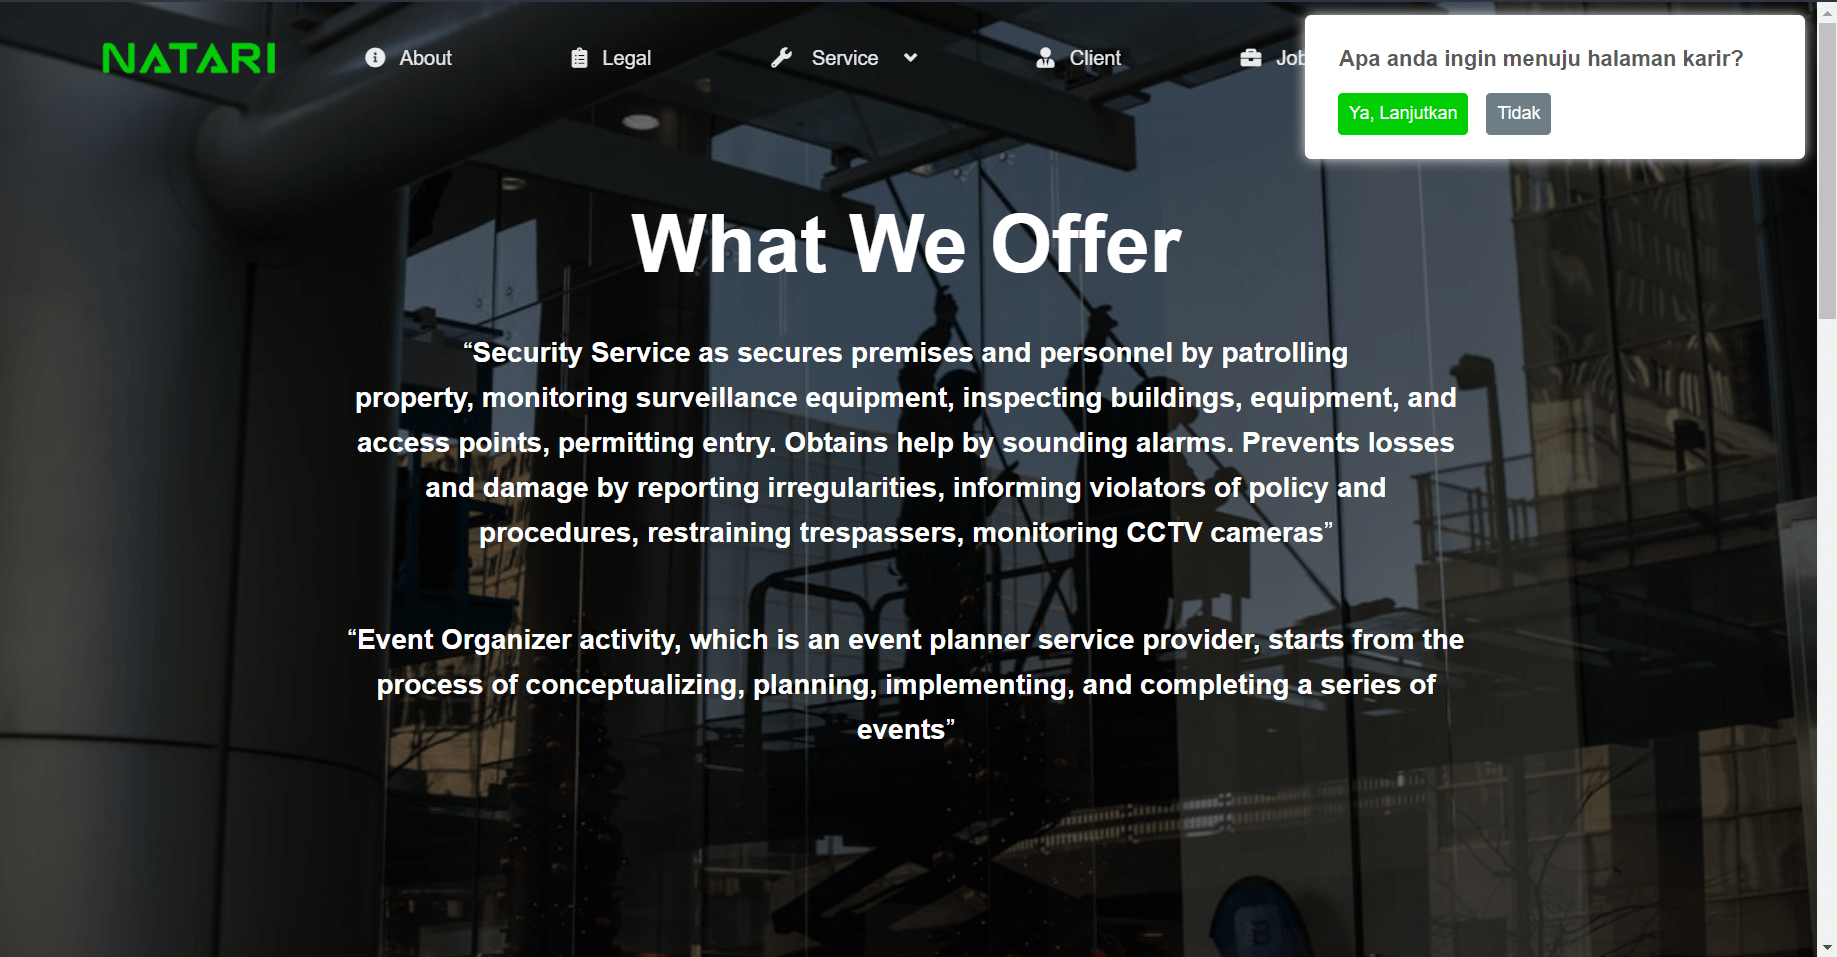 NATARI
About
Legal
Service
Client
Job
Apa anda ingin menuju halaman karir?
Ya, Lanjutkan
Tidak
What We Offer
“Security Service as secures premises and personnel by patrolling
property, monitoring surveillance equipment, inspecting buildings, equipment, and
access points, permitting entry. Obtains help by sounding alarms. Prevents losses
and damage by reporting irregularities, informing violators of policy and
procedures, restraining trespassers, monitoring CCTV cameras”
“Event Organizer activity, which is an event planner service provider, starts from the
process of conceptualizing, planning, implementing, and completing a series of
events”